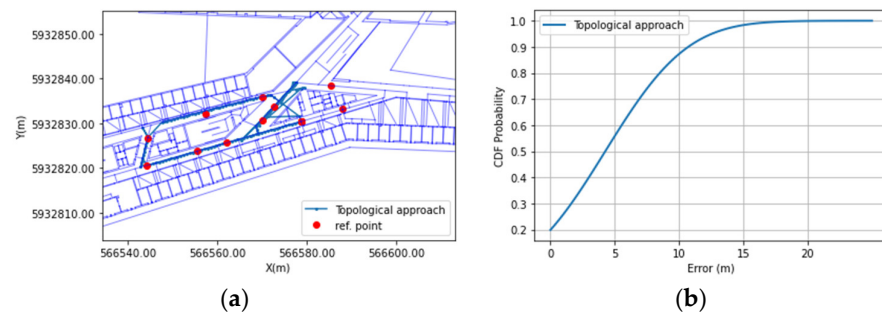 5932850.00
5932840.00
5932830.00
5932820.00
5932810.00
Y(m)
566540.00 566560.00 566580.00 566600.00
X(m)
Topological approach
ref. point
(a)
1.0
0.9
0.8
0.7
0.6
0.5
0.4
0.3
0.2
CDF Probability
0 5 10 15 20
Error (m)
Topological approach
(b)